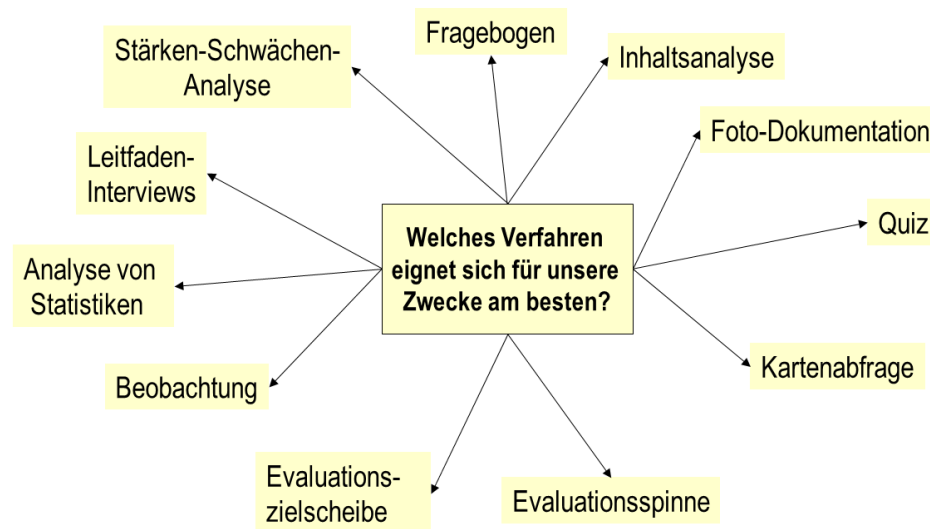 Fragebogen
Stärken-Schwächen-
Analyse
Inhaltsanalyse
Foto-Dokumentation
Leitfaden-
Interviews
Quiz
Welches Verfahren
eignet sich für unsere
Zwecke am besten?
Analyse von
Statistiken
Kartenabfrage
Beobachtung
Evaluations-
zielscheibe
Evaluationsspinne